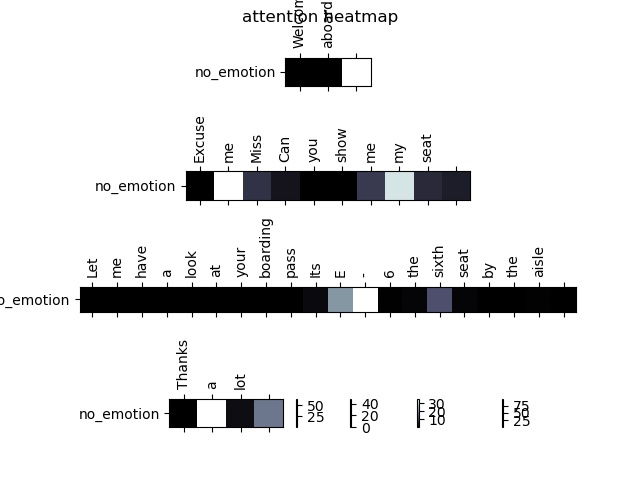 attention heatmap
Welcom aboard
no_emotion
Excuse me Miss Can you show me my seat
no_emotion
Let me have a look at your boarding pass Its E - 6 the sixth seat by the aisle
no_emotion
Thanks a lot
no_emotion
50 25
40 20 0
30 20 10
75 50 25